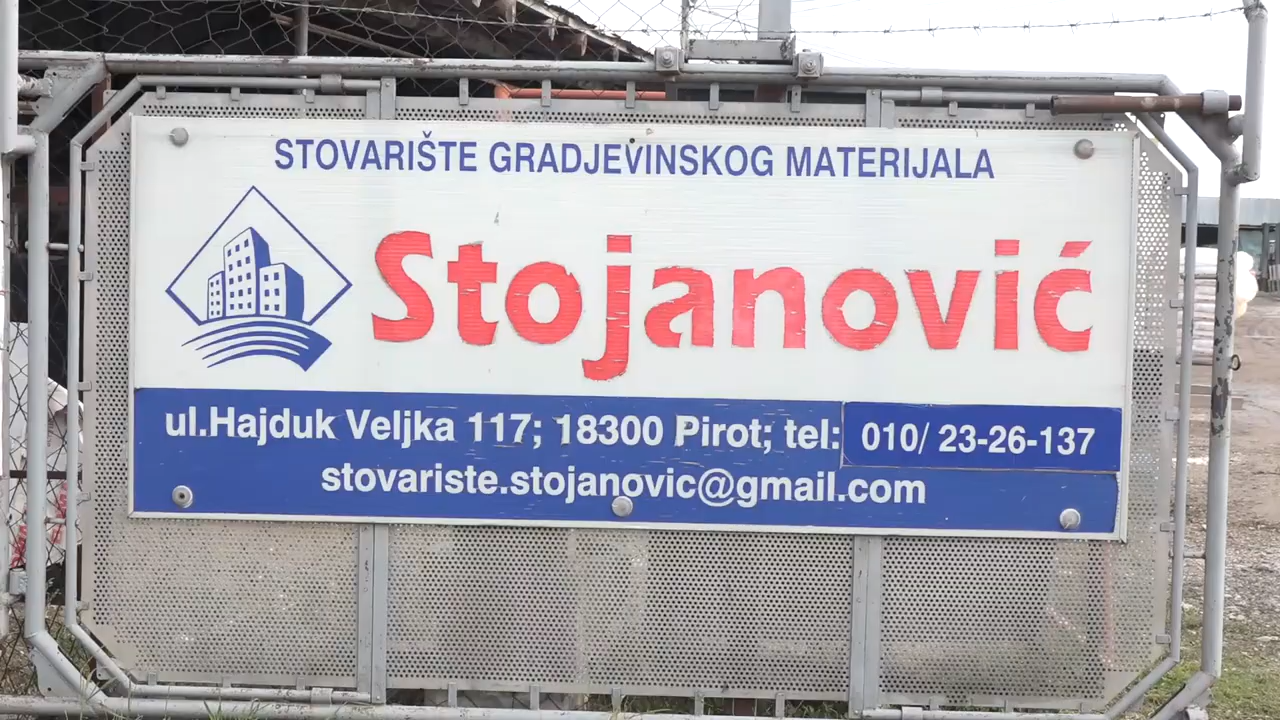 STOVARIŠTE GRADJEVINSKOG MATERIJALA
Stojanović
ul.Hajduk Veljka 117; 18300 Pirot; tel: 010/ 23-26-137
stovariste.stojanovic@gmail.com